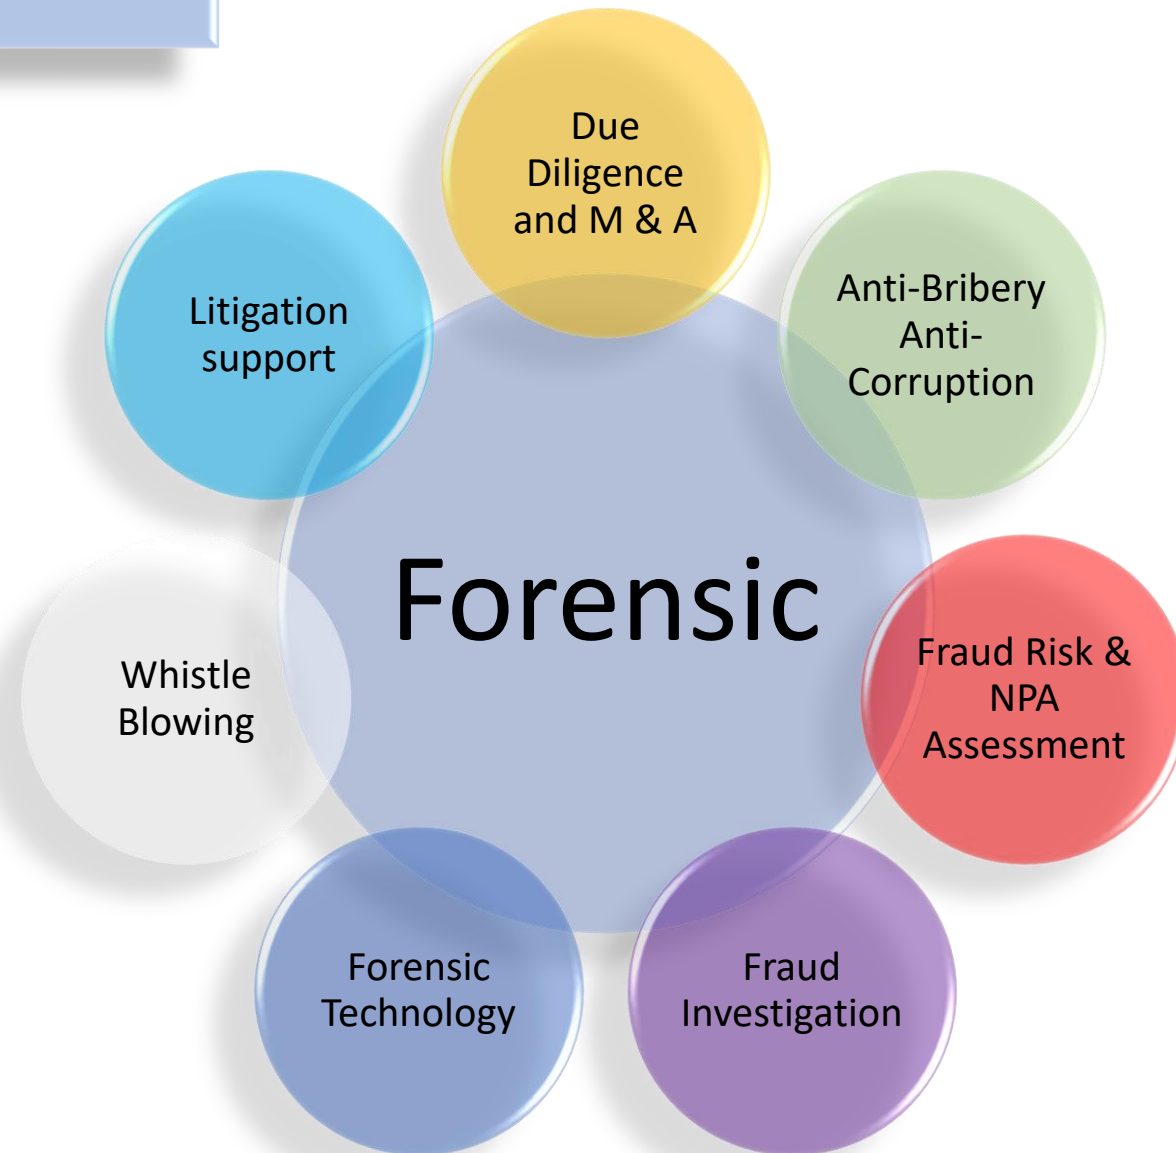 Due
Diligence
and M & A
Anti-Bribery
Anti-
Corruption
Litigation
support
Forensic
Fraud Risk &
NPA
Assessment
Whistle
Blowing
Forensic
Technology
Fraud
Investigation